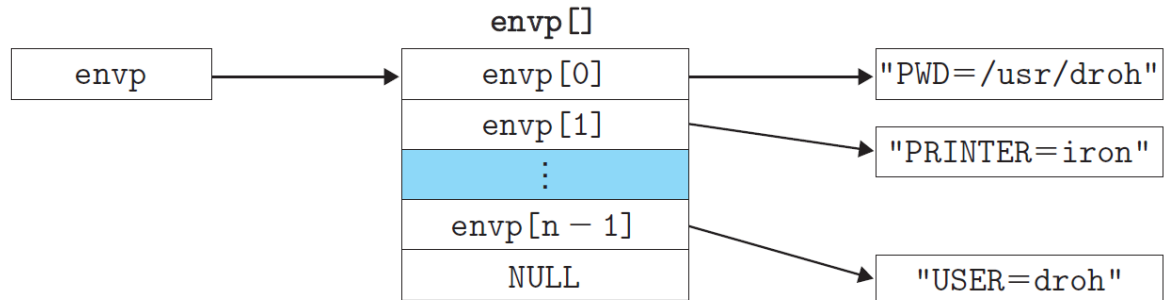 envp[]
envp
envp[0]
"PWD=/usr/droh"
envp[1]
"PRINTER=iron"
⋮
envp[n − 1]
NULL
"USER=droh"